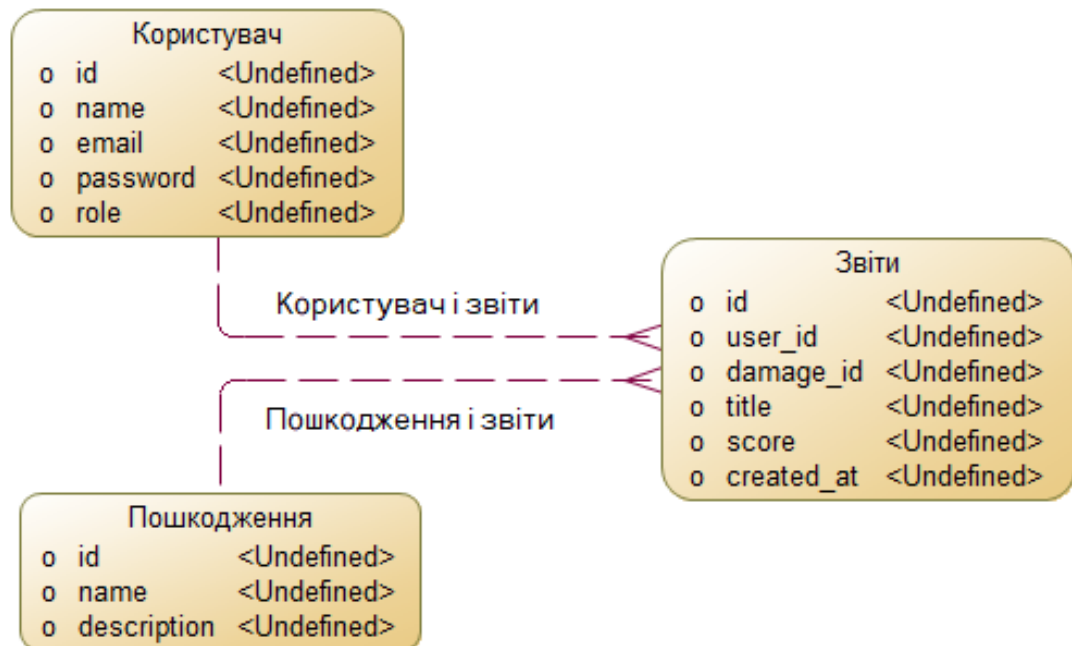 Користувач
o id <Undefined>
o name <Undefined>
o email <Undefined>
o password <Undefined>
o role <Undefined>
Користувач і звіти
Звіти
o id <Undefined>
o user_id <Undefined>
o damage_id <Undefined>
o title <Undefined>
o score <Undefined>
o created_at <Undefined>
Пошкодження і звіти
Пошкодження
o id <Undefined>
o name <Undefined>
o description <Undefined>